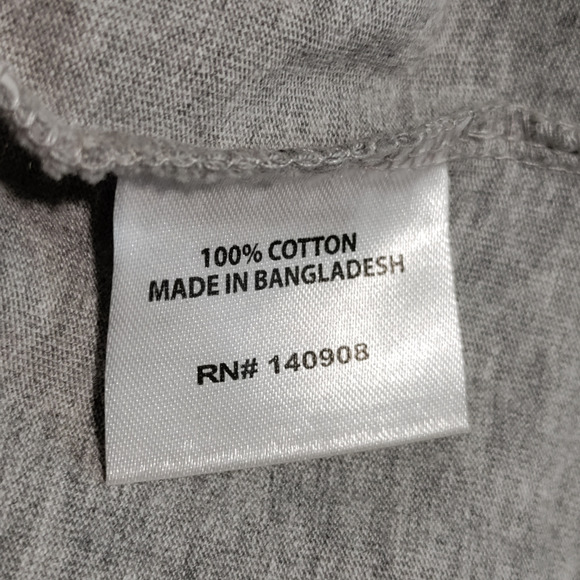 100% COTTON
MADE IN BANGLADESH
RN# 140908